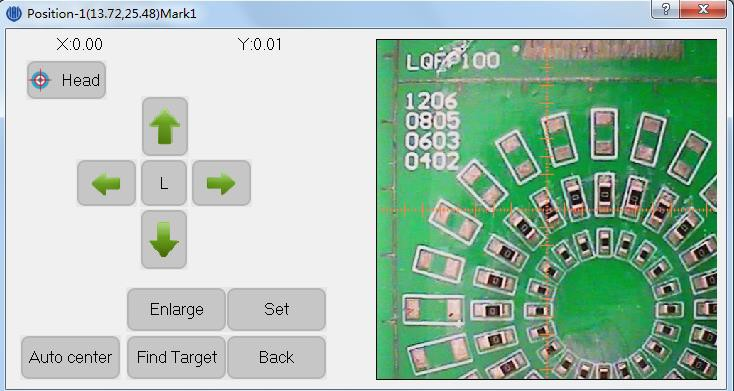 Position-1(13.72,25.48)Mark1
?
X:0.00 Y:0.01
Head
L
Enlarge Set
Auto center Find Target Back
LQFP100
1206
0805
0603
0402